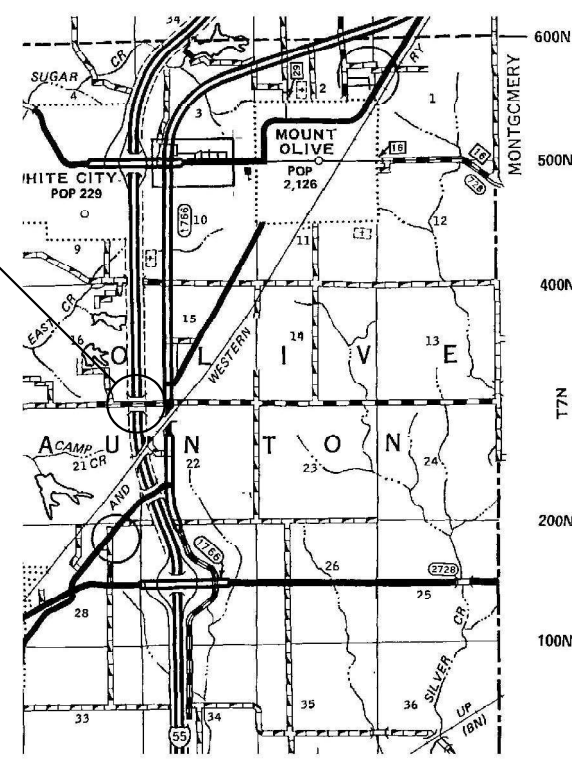 34
600N
CR
SUGAR
RY
29
4
3
2
1
MONTGCMERY
MOUNT
OLIVE
POP
2,126
16
16
728
500N
HITE CITY
POP 229
1766
10
11
12
9
400N
EAST CR
15
14
13
16
WESTERN
O L I V E
T7N
A U N T O N
CAMP
21 CR
22
23
24
AND
200N
1766
26
2728
25
28
CR
100N
SILVER
33
34
35
36
UP
(BN)
55